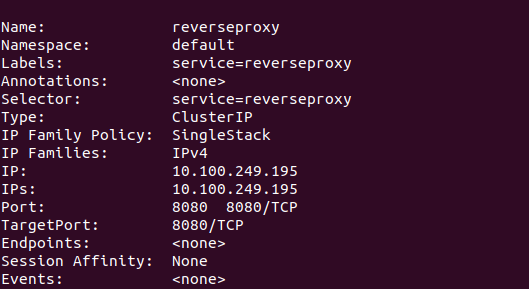 Name:              reverseproxy
Namespace:         default
Labels:            service=reverseproxy
Annotations:       <none>
Selector:          service=reverseproxy
Type:              ClusterIP
IP Family Policy:  SingleStack
IP Families:       IPv4
IP:                10.100.249.195
IPs:               10.100.249.195
Port:              8080  8080/TCP
TargetPort:        8080/TCP
Endpoints:         <none>
Session Affinity:  None
Events:            <none>